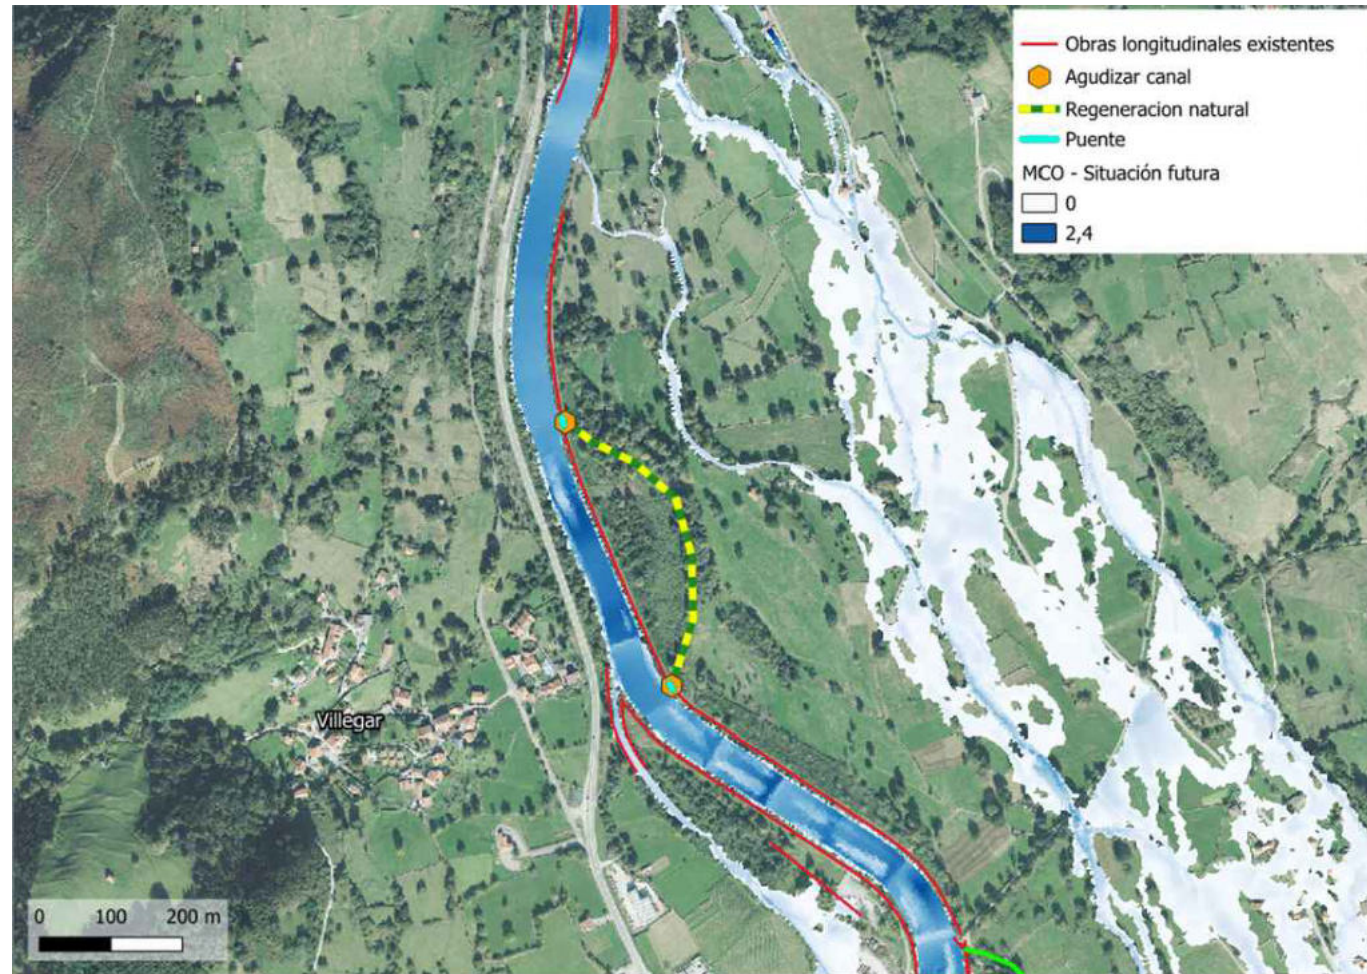 Obras longitudinales existentes
Agudizar canal
Regeneracion natural
Puente
MCO - Situación futura
0
2,4
Villegar
0 100 200 m